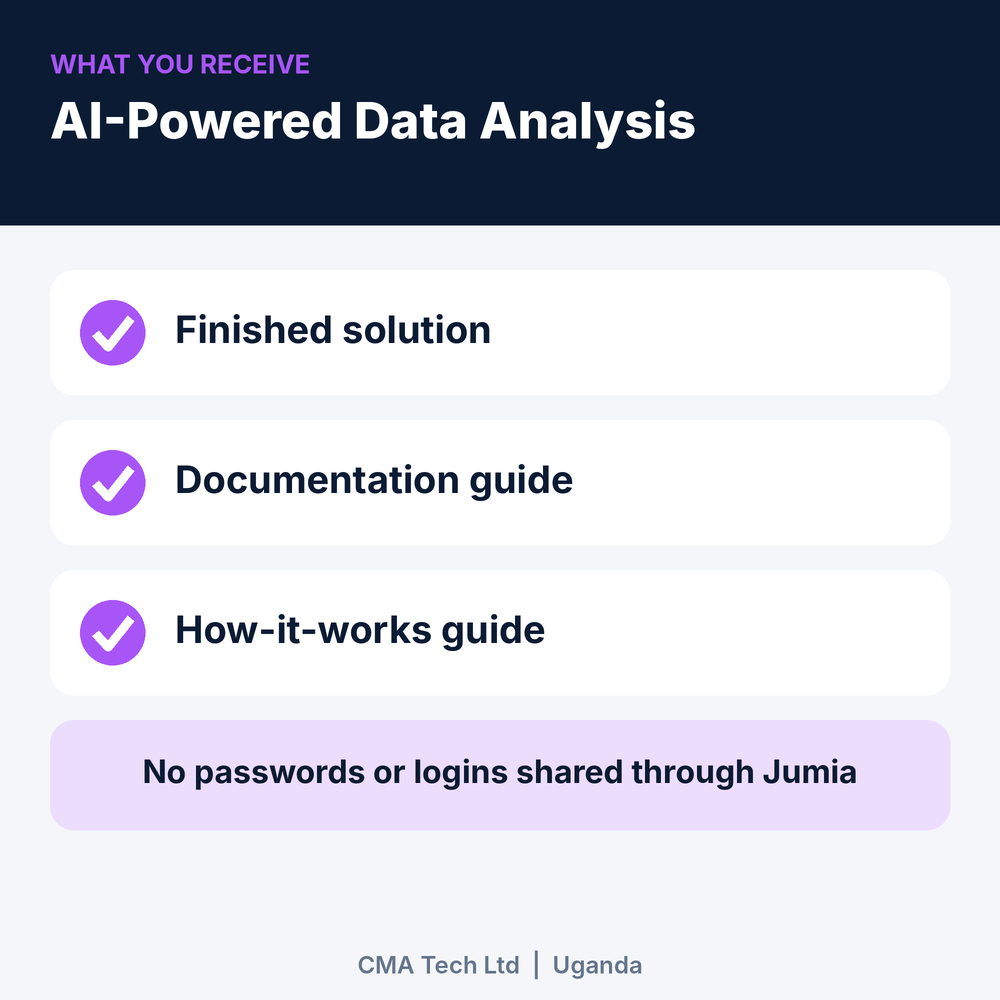 WHAT YOU RECEIVE
AI-Powered Data Analysis
Finished solution
Documentation guide
How-it-works guide
No passwords or logins shared through Jumia
CMA Tech Ltd | Uganda